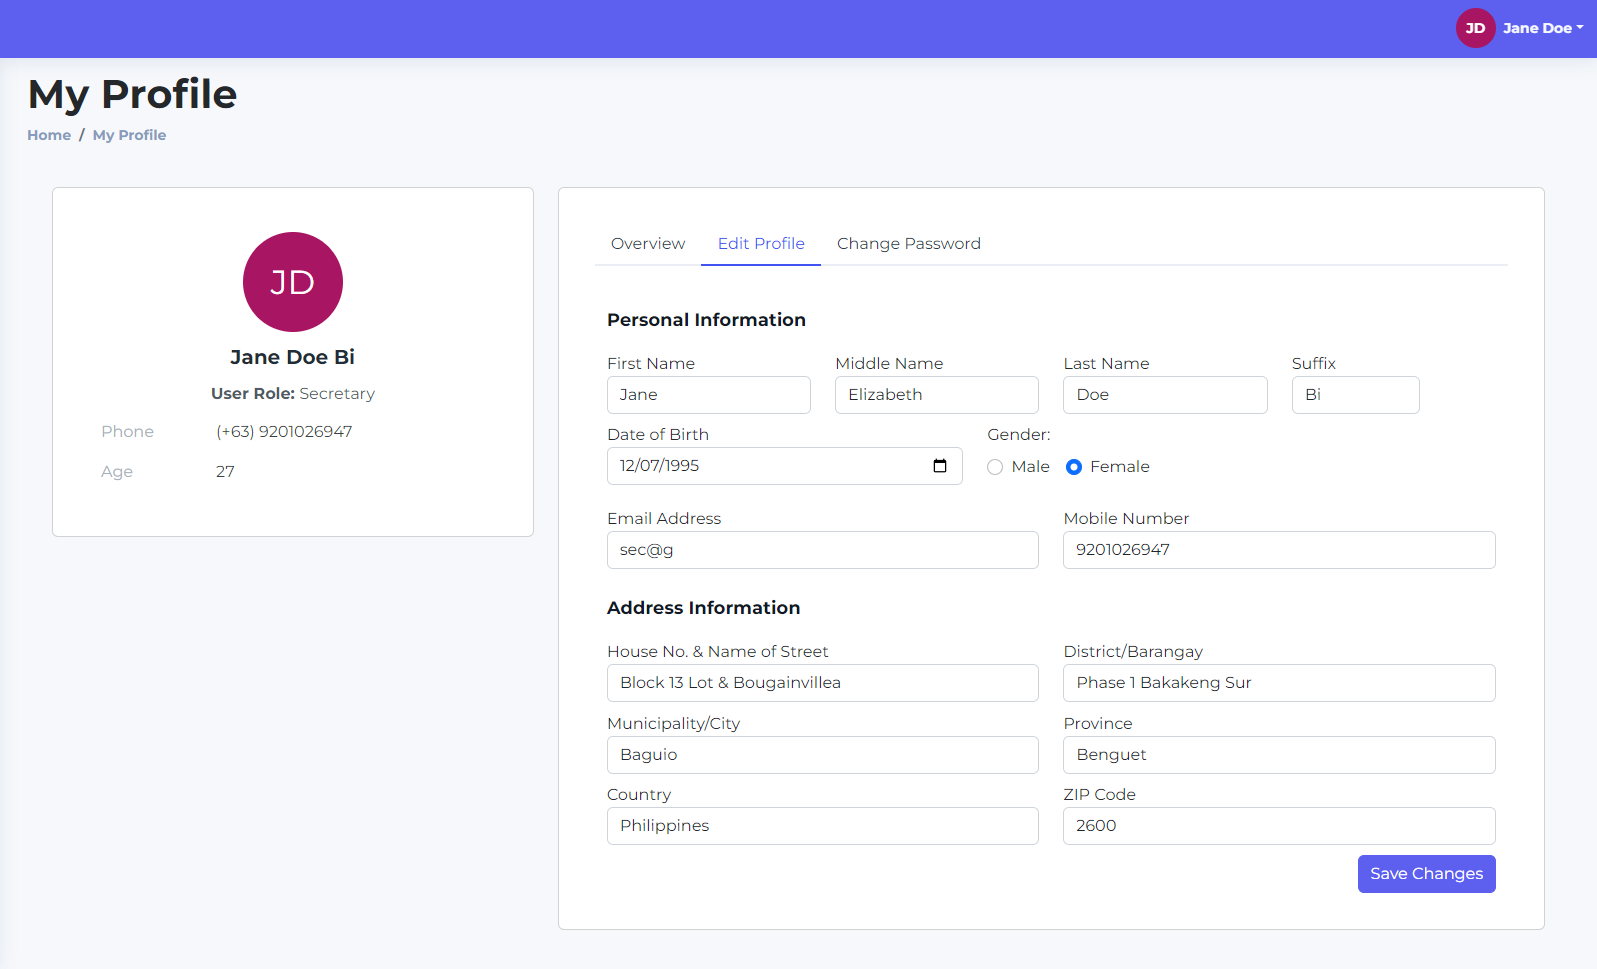 JD Jane Doe
My Profile
Home / My Profile
JD
Jane Doe Bi
User Role: Secretary
Phone (+63) 9201026947
Age 27
Overview Edit Profile Change Password
Personal Information
First Name Middle Name Last Name Suffix
Jane Elizabeth Doe Bi
Date of Birth Gender:
12/07/1995 Male Female
Email Address Mobile Number
sec@g 9201026947
Address Information
House No. & Name of Street District/Barangay
Block 13 Lot & Bougainvillea Phase 1 Bakakeng Sur
Municipality/City Province
Baguio Benguet
Country ZIP Code
Philippines 2600
Save Changes